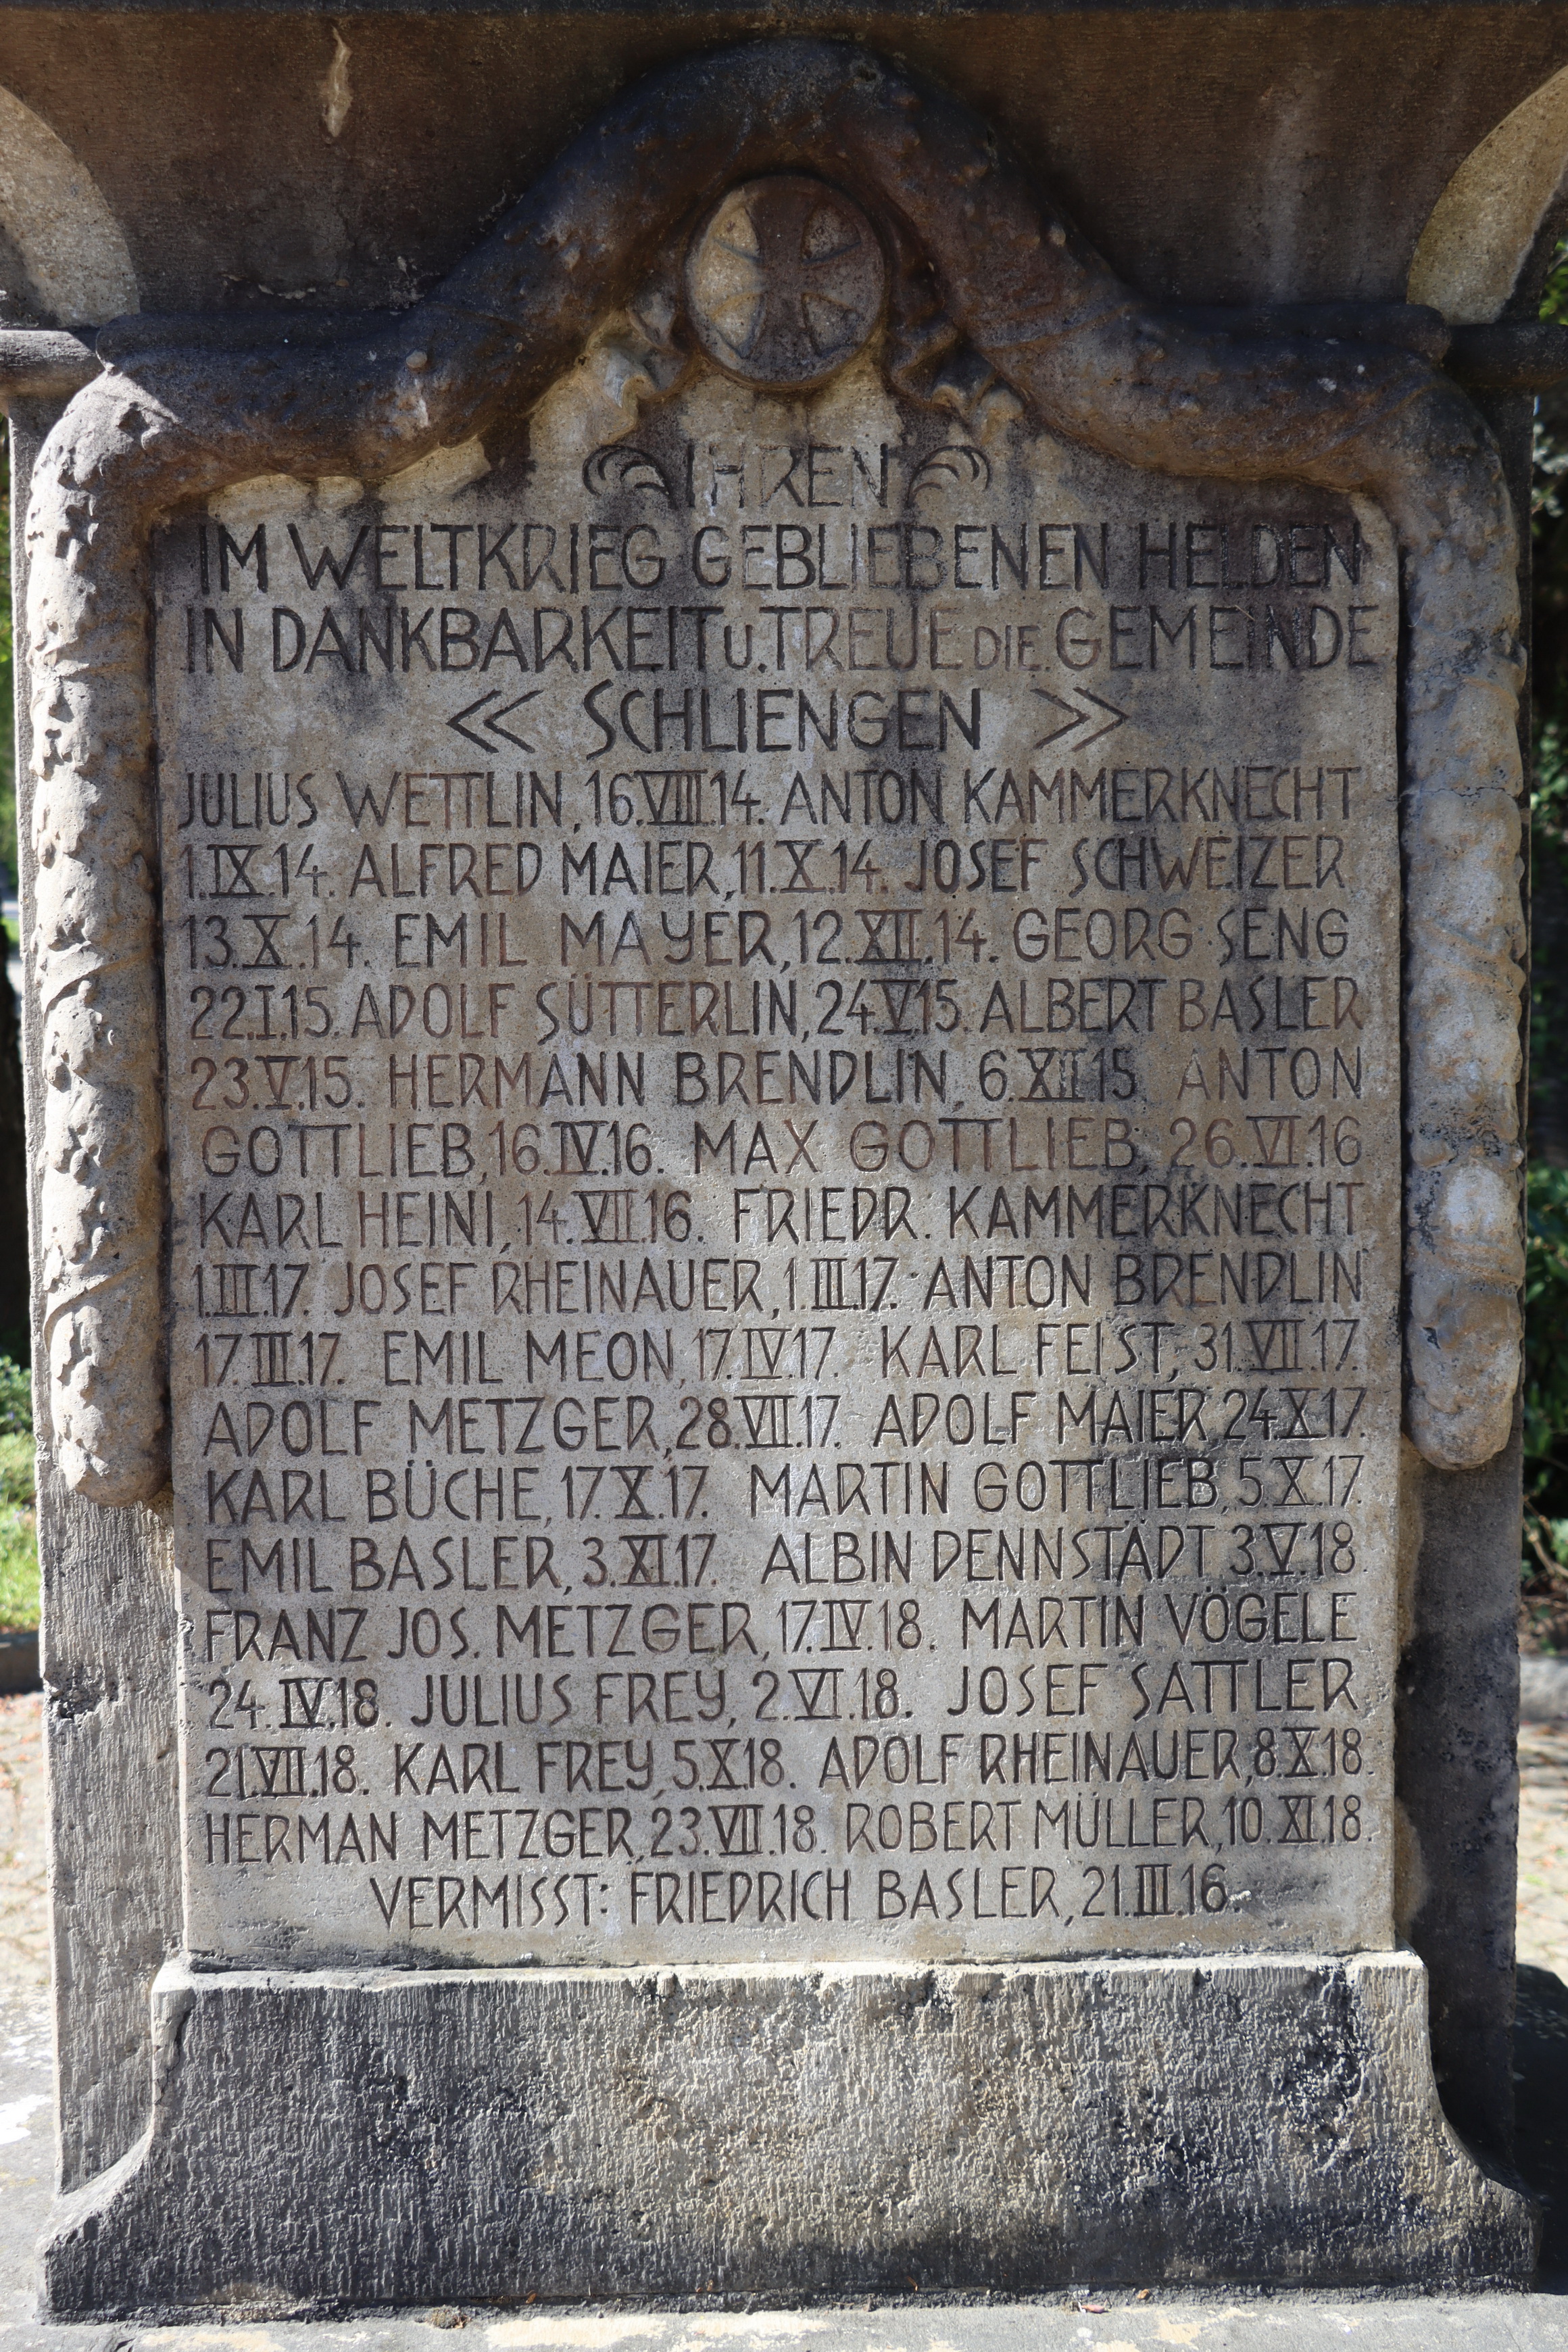 IHREN
IM WELTKRIEG GEBLIEBENEN HELDEN
IN DANKBARKEIT U. TREUE DIE GEMEINDE
<< SCHLIENGEN >>
JULIUS WETTLIN, 16.VIII.14. ANTON KAMMERKNECHT
1.IX.14. ALFRED MAIER, 11.X.14. JOSEF SCHWEIZER
13.X.14. EMIL MAYER, 12.XII.14. GEORG SENG
22.I.15. ADOLF SÜTTERLIN, 24.V.15. ALBERT BASLER
23.V.15. HERMANN BRENDLIN, 6.XII.15. ANTON
GOTTLIEB, 16.IV.16. MAX GOTTLIEB, 26.VI.16
KARL HEINI, 14.VII.16. FRIEDR. KAMMERKNECHT
1.III.17. JOSEF RHEINAUER, 1.III.17. ANTON BRENDLIN
17.III.17. EMIL MEON, 17.IV.17. KARL FEIST, 31.VII.17.
ADOLF METZGER, 28.VII.17. ADOLF MAIER 24.X.17.
KARL BÜCHE, 17.X.17. MARTIN GOTTLIEB, 5.X.17.
EMIL BASLER, 3.XI.17. ALBIN DENNSTÄDT 3.V.18.
FRANZ JOS. METZGER, 17.IV.18. MARTIN VÖGELE
24.IV.18. JULIUS FREY, 2.VI.18. JOSEF SATTLER
21.VII.18. KARL FREY, 5.X.18. ADOLF RHEINAUER, 8.X.18.
HERMAN METZGER, 23.VII.18. ROBERT MÜLLER, 10.XI.18.
VERMISST: FRIEDRICH BASLER, 21.III.16.